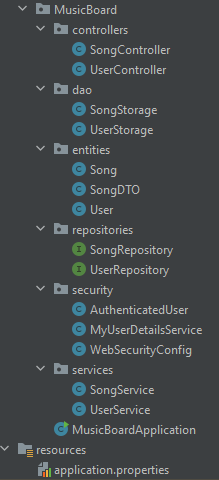 MusicBoard
controllers
SongController
UserController
dao
SongStorage
UserStorage
entities
Song
SongDTO
User
repositories
SongRepository
UserRepository
security
AuthenticatedUser
MyUserDetailsService
WebSecurityConfig
services
SongService
UserService
MusicBoardApplication
resources
application.properties